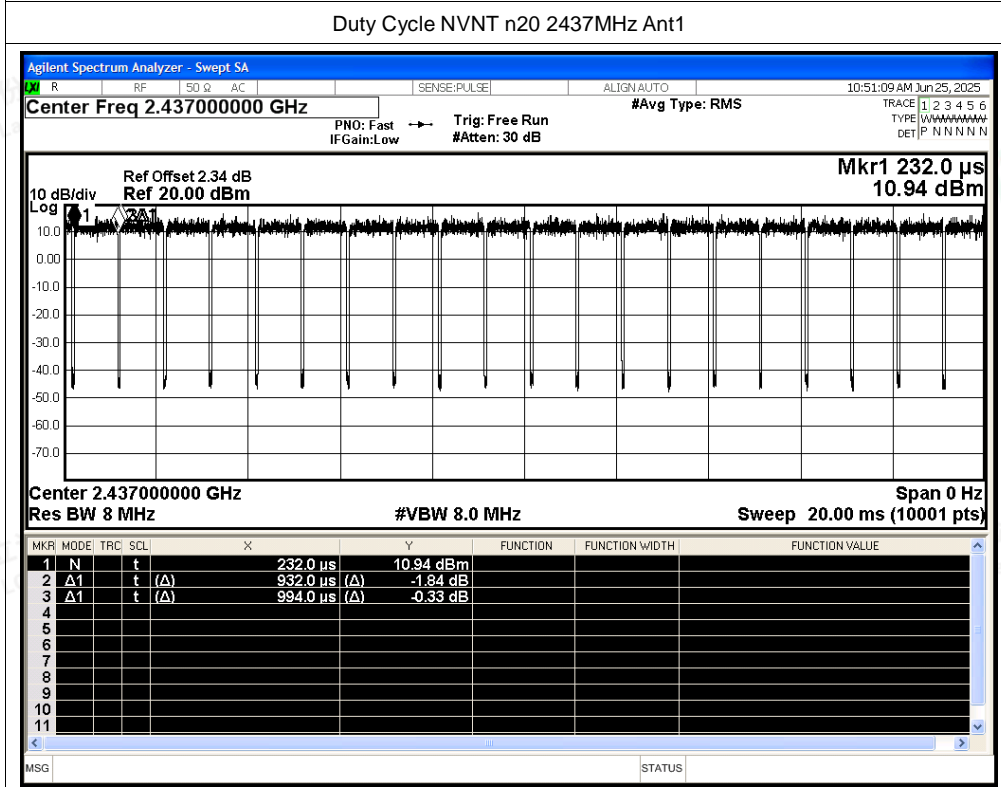 Duty Cycle NVNT n20 2437MHz Ant1
Agilent Spectrum Analyzer - Swept SA
LXI R RF 50 Ω AC SENSE:PULSE ALIGN AUTO 10:51:09 AM Jun 25, 2025
Center Freq 2.437000000 GHz #Avg Type: RMS TRACE 1 2 3 4 5 6
PNO: Fast Trig: Free Run TYPE WWWWWW
IFGain:Low #Atten: 30 dB DET P N N N N N
Mkr1 232.0 µs
Ref Offset 2.34 dB
10 dB/div Ref 20.00 dBm 10.94 dBm
Log
1 2Δ1
10.0
0.00
-10.0
-20.0
-30.0
-40.0
-50.0
-60.0
-70.0
Center 2.437000000 GHz Span 0 Hz
Res BW 8 MHz #VBW 8.0 MHz Sweep 20.00 ms (10001 pts)
MKR MODE TRC SCL X Y FUNCTION FUNCTION WIDTH FUNCTION VALUE
1 N t 232.0 µs 10.94 dBm
2 Δ1 t (Δ) 932.0 µs (Δ) -1.84 dB
3 Δ1 t (Δ) 994.0 µs (Δ) -0.33 dB
4
5
6
7
8
9
10
11
MSG STATUS